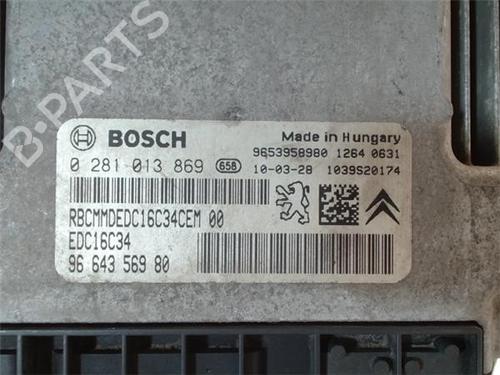 B-PARTS
BOSCH
Made in Hungary
0 281 013 869 658
9653958980 1264 0631
10-03-28 1039S20174
RBCMMDEDC16C34CEM 00
EDC16C34
96 643 569 80